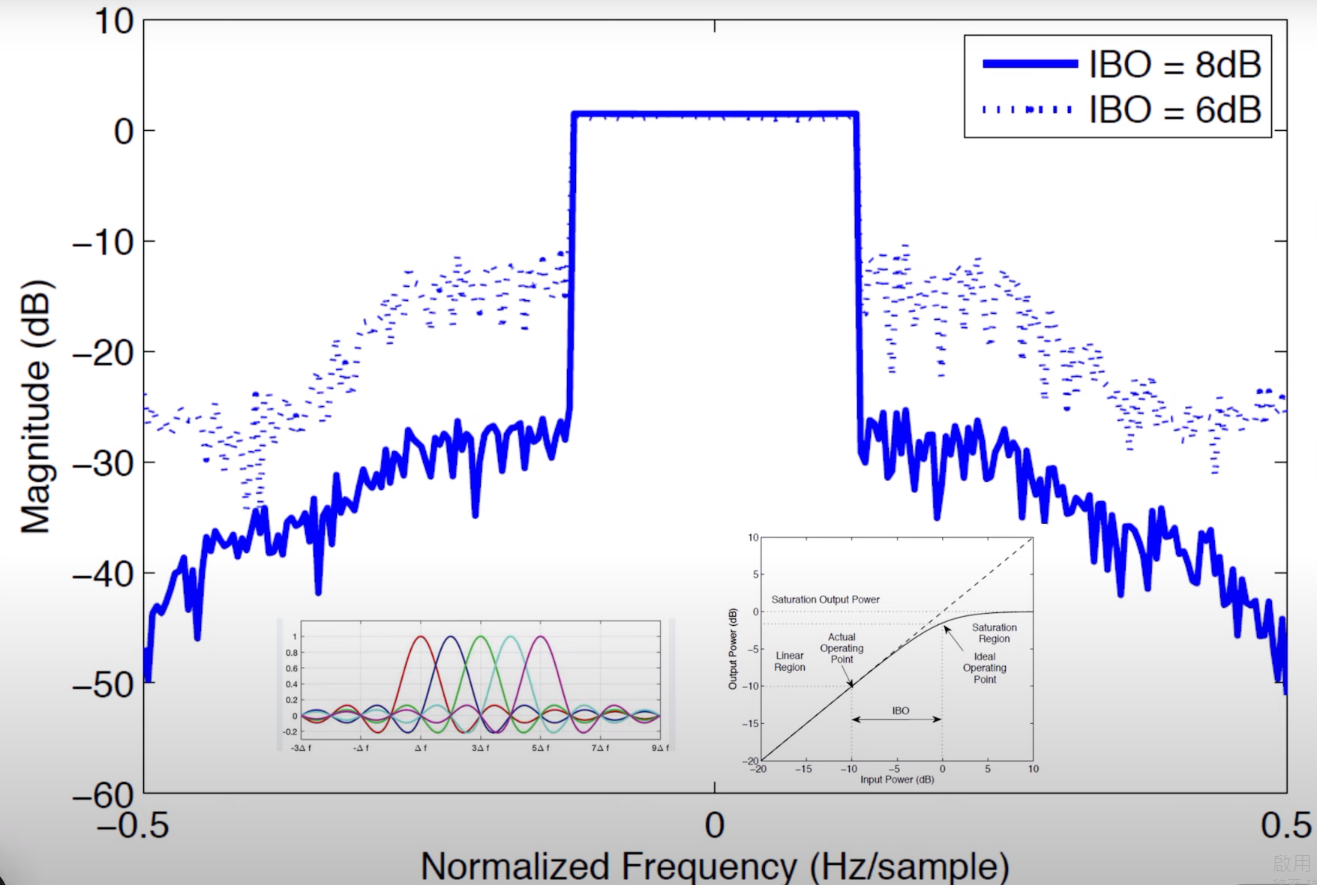 10
0
−10
−20
−30
−40
−50
−60
Magnitude (dB)
IBO = 8dB
IBO = 6dB
1
0.8
0.6
0.4
0.2
0
-0.2
-3Δ f
-Δ f
Δ f
3Δ f
5Δ f
7Δ f
9Δ f
10
5
0
−5
−10
−15
−20
Output Power (dB)
Saturation Output Power
Linear
Region
Actual
Operating
Point
Saturation
Region
Ideal
Operating
Point
IBO
−20
−15
−10
−5
0
5
10
Input Power (dB)
−0.5
0
0.5
Normalized Frequency (Hz/sample)
啟用